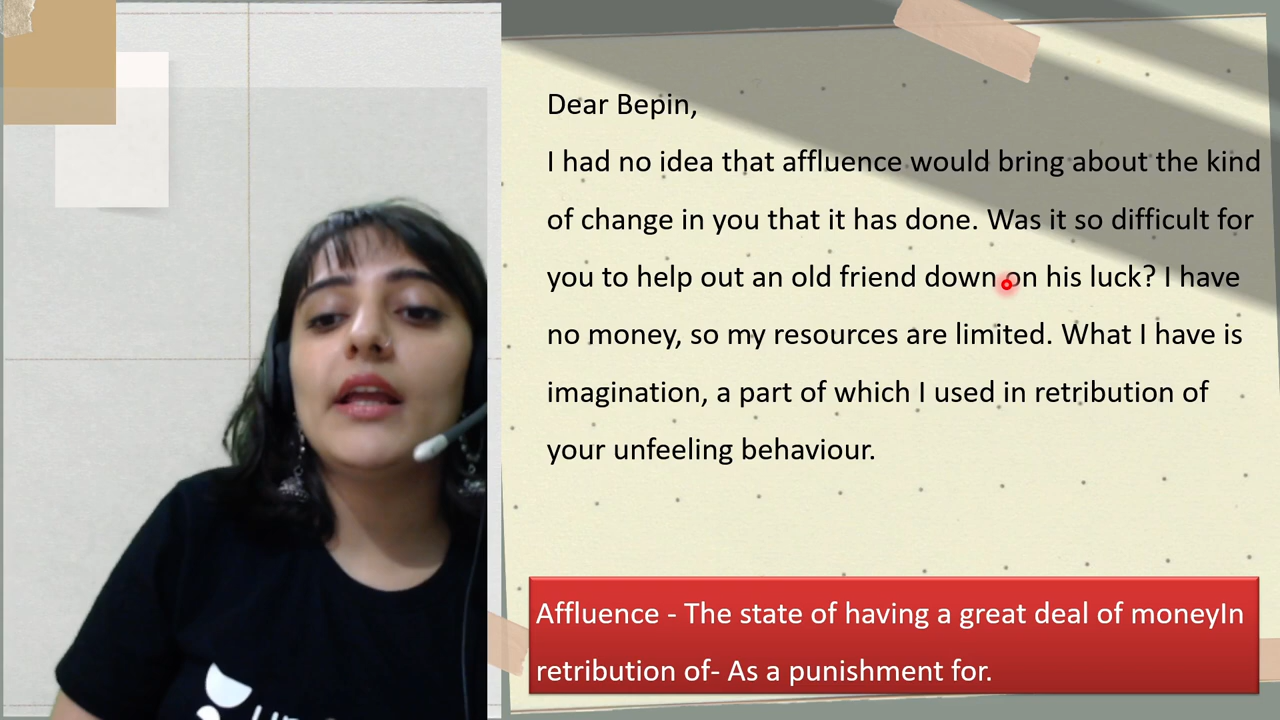 Dear Bepin,
I had no idea that affluence would bring about the kind
of change in you that it has done. Was it so difficult for
you to help out an old friend down on his luck? I have
no money, so my resources are limited. What I have is
imagination, a part of which I used in retribution of
your unfeeling behaviour.
Affluence - The state of having a great deal of moneyIn
retribution of- As a punishment for.